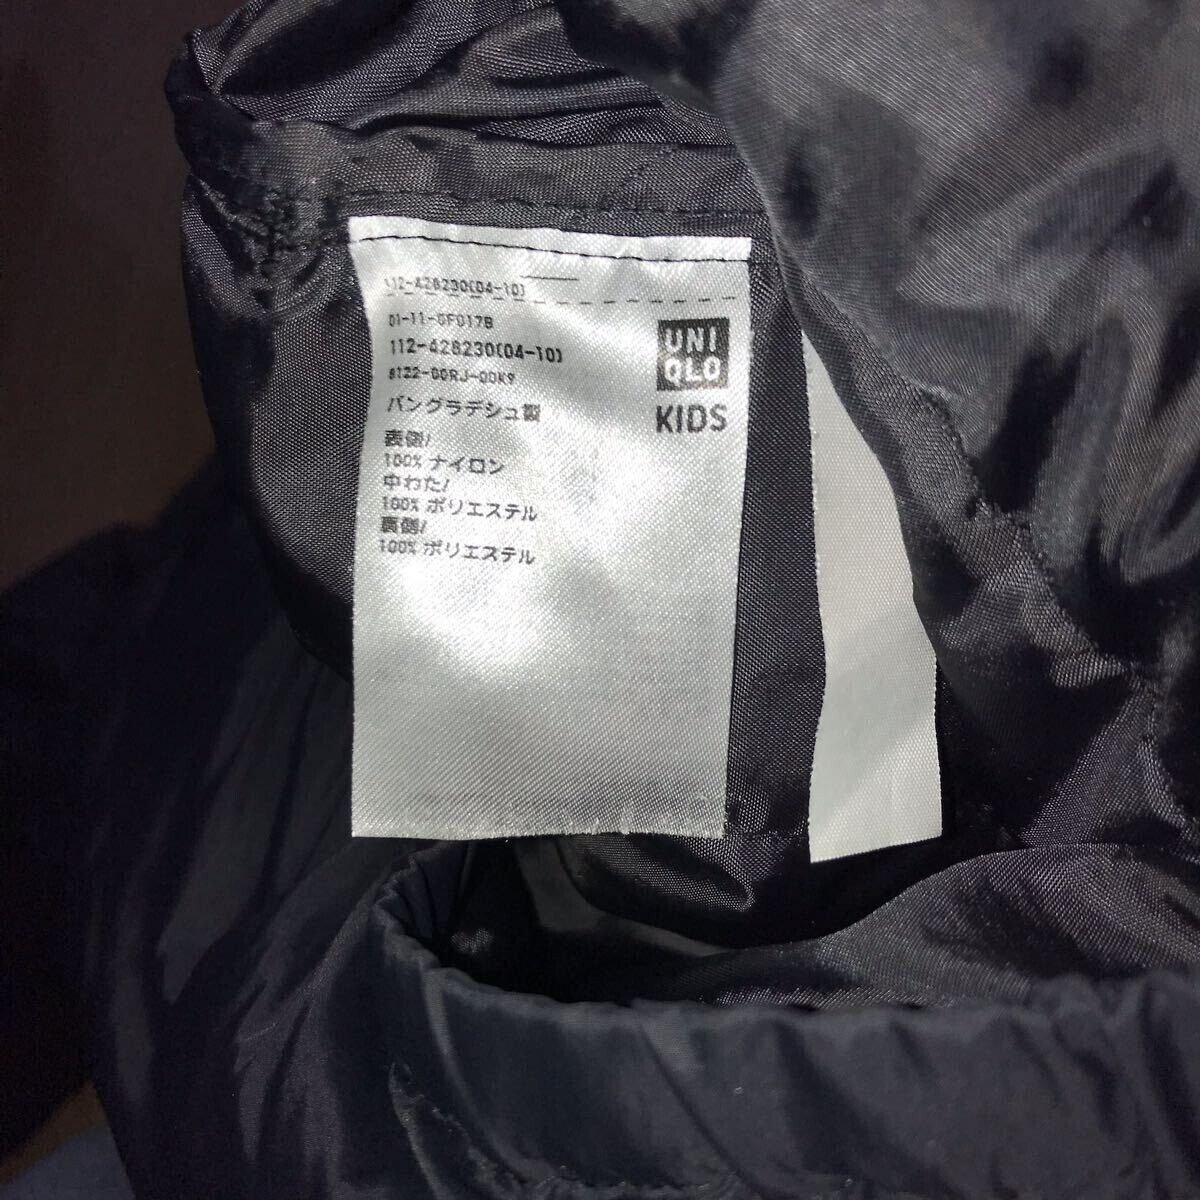 112-428230(04-10)
01-11-GF017B
112-428230(04-10)
8122-00RJ-00K9
バングラデシュ製
表側/
100% ナイロン
中わた/
100% ポリエステル
裏側/
100% ポリエステル
UNI
QLO
KIDS